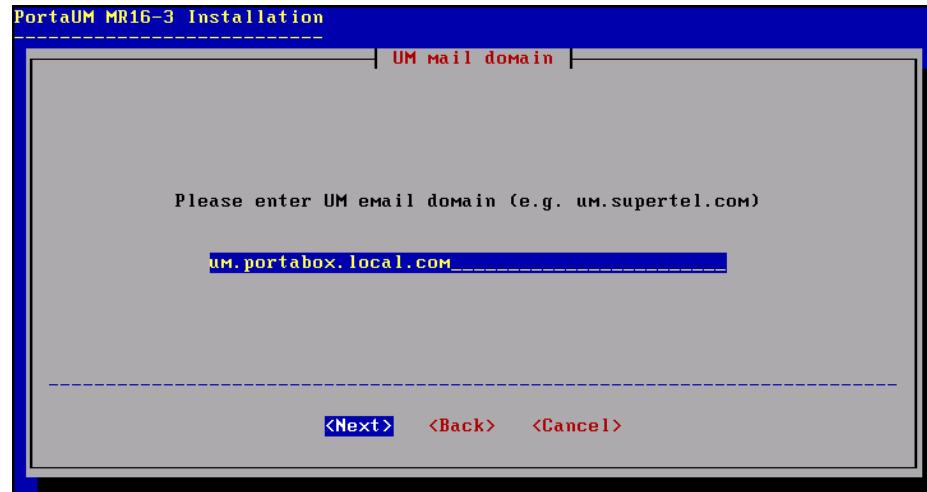 PortaUM MR16-3 Installation
---------------------------
UM mail domain
Please enter UM email domain (e.g. um.supertel.com)
um.portabox.local.com________________________
<Next> <Back> <Cancel>